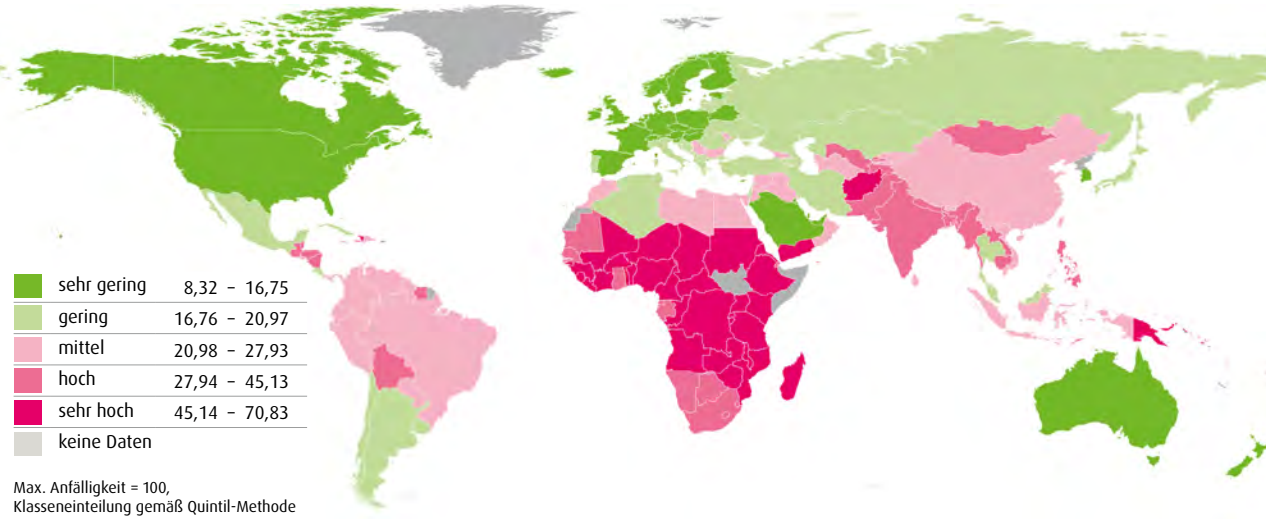 sehr gering 8,32 – 16,75
gering 16,76 – 20,97
mittel 20,98 – 27,93
hoch 27,94 – 45,13
sehr hoch 45,14 – 70,83
keine Daten
Max. Anfälligkeit = 100,
Klasseneinteilung gemäß Quintil-Methode